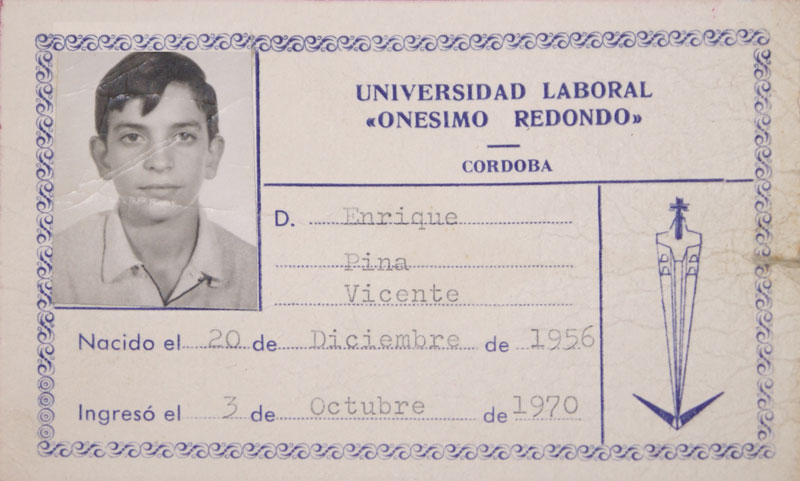 UNIVERSIDAD LABORAL
«ONESIMO REDONDO»
CORDOBA
D. Enrique
Pina
Vicente
Nacido el 20 de Diciembre de 1956
Ingresó el 3 de Octubre de 1970